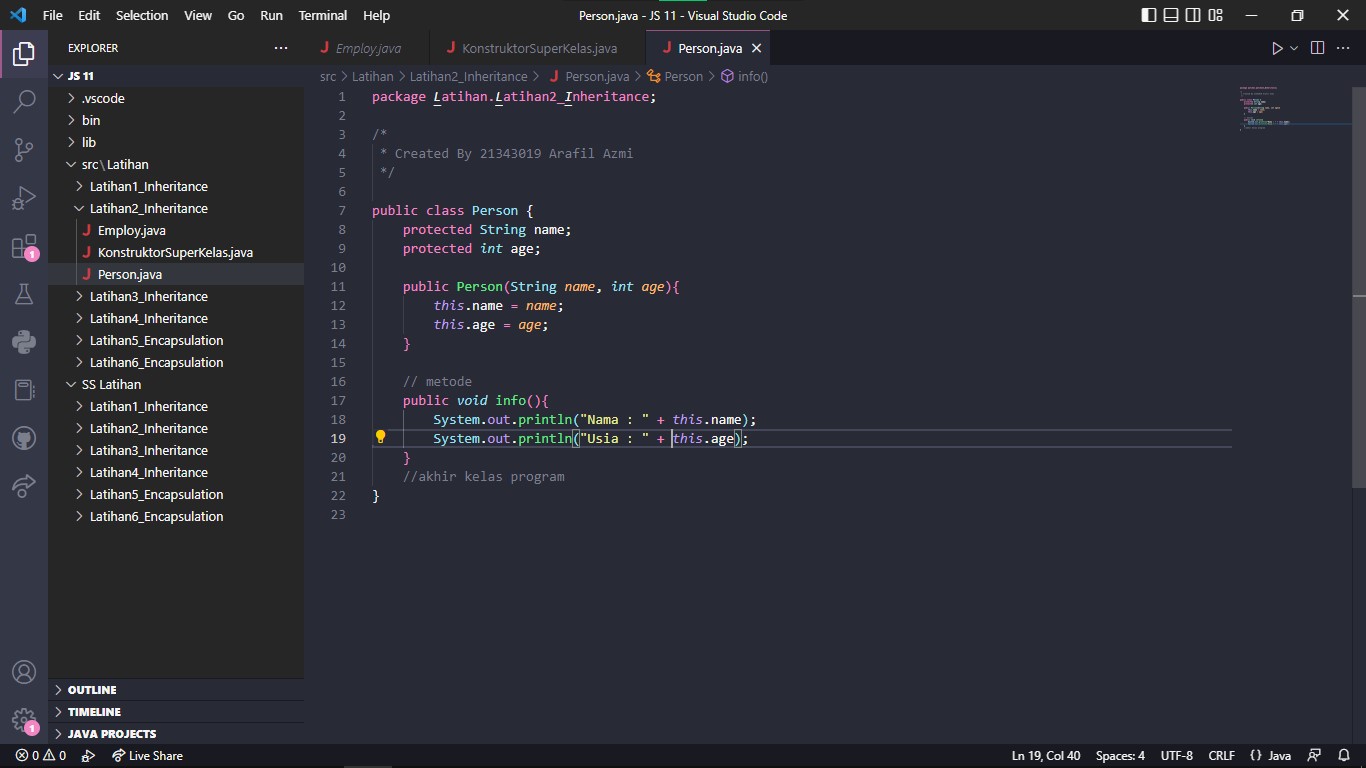 File Edit Selection View Go Run Terminal Help
Person.java - JS 11 - Visual Studio Code
EXPLORER
JS 11
.vscode
bin
lib
src\Latihan
Latihan1_Inheritance
Latihan2_Inheritance
Employ.java
KonstruktorSuperKelas.java
Person.java
Latihan3_Inheritance
Latihan4_Inheritance
Latihan5_Encapsulation
Latihan6_Encapsulation
SS Latihan
Latihan1_Inheritance
Latihan2_Inheritance
Latihan3_Inheritance
Latihan4_Inheritance
Latihan5_Encapsulation
Latihan6_Encapsulation
OUTLINE
TIMELINE
JAVA PROJECTS
1
1
Employ.java KonstruktorSuperKelas.java Person.java
src > Latihan > Latihan2_Inheritance > Person.java > Person > info()
1 package Latihan.Latihan2_Inheritance;
2
3 /*
4 * Created By 21343019 Arafil Azmi
5 */
6
7 public class Person {
8 protected String name;
9 protected int age;
10
11 public Person(String name, int age){
12 this.name = name;
13 this.age = age;
14 }
15
16 // metode
17 public void info(){
18 System.out.println("Nama : " + this.name);
19 System.out.println("Usia : " + this.age);
20 }
21 //akhir kelas program
22 }
23
0 0 Live Share
Ln 19, Col 40 Spaces: 4 UTF-8 CRLF {} Java